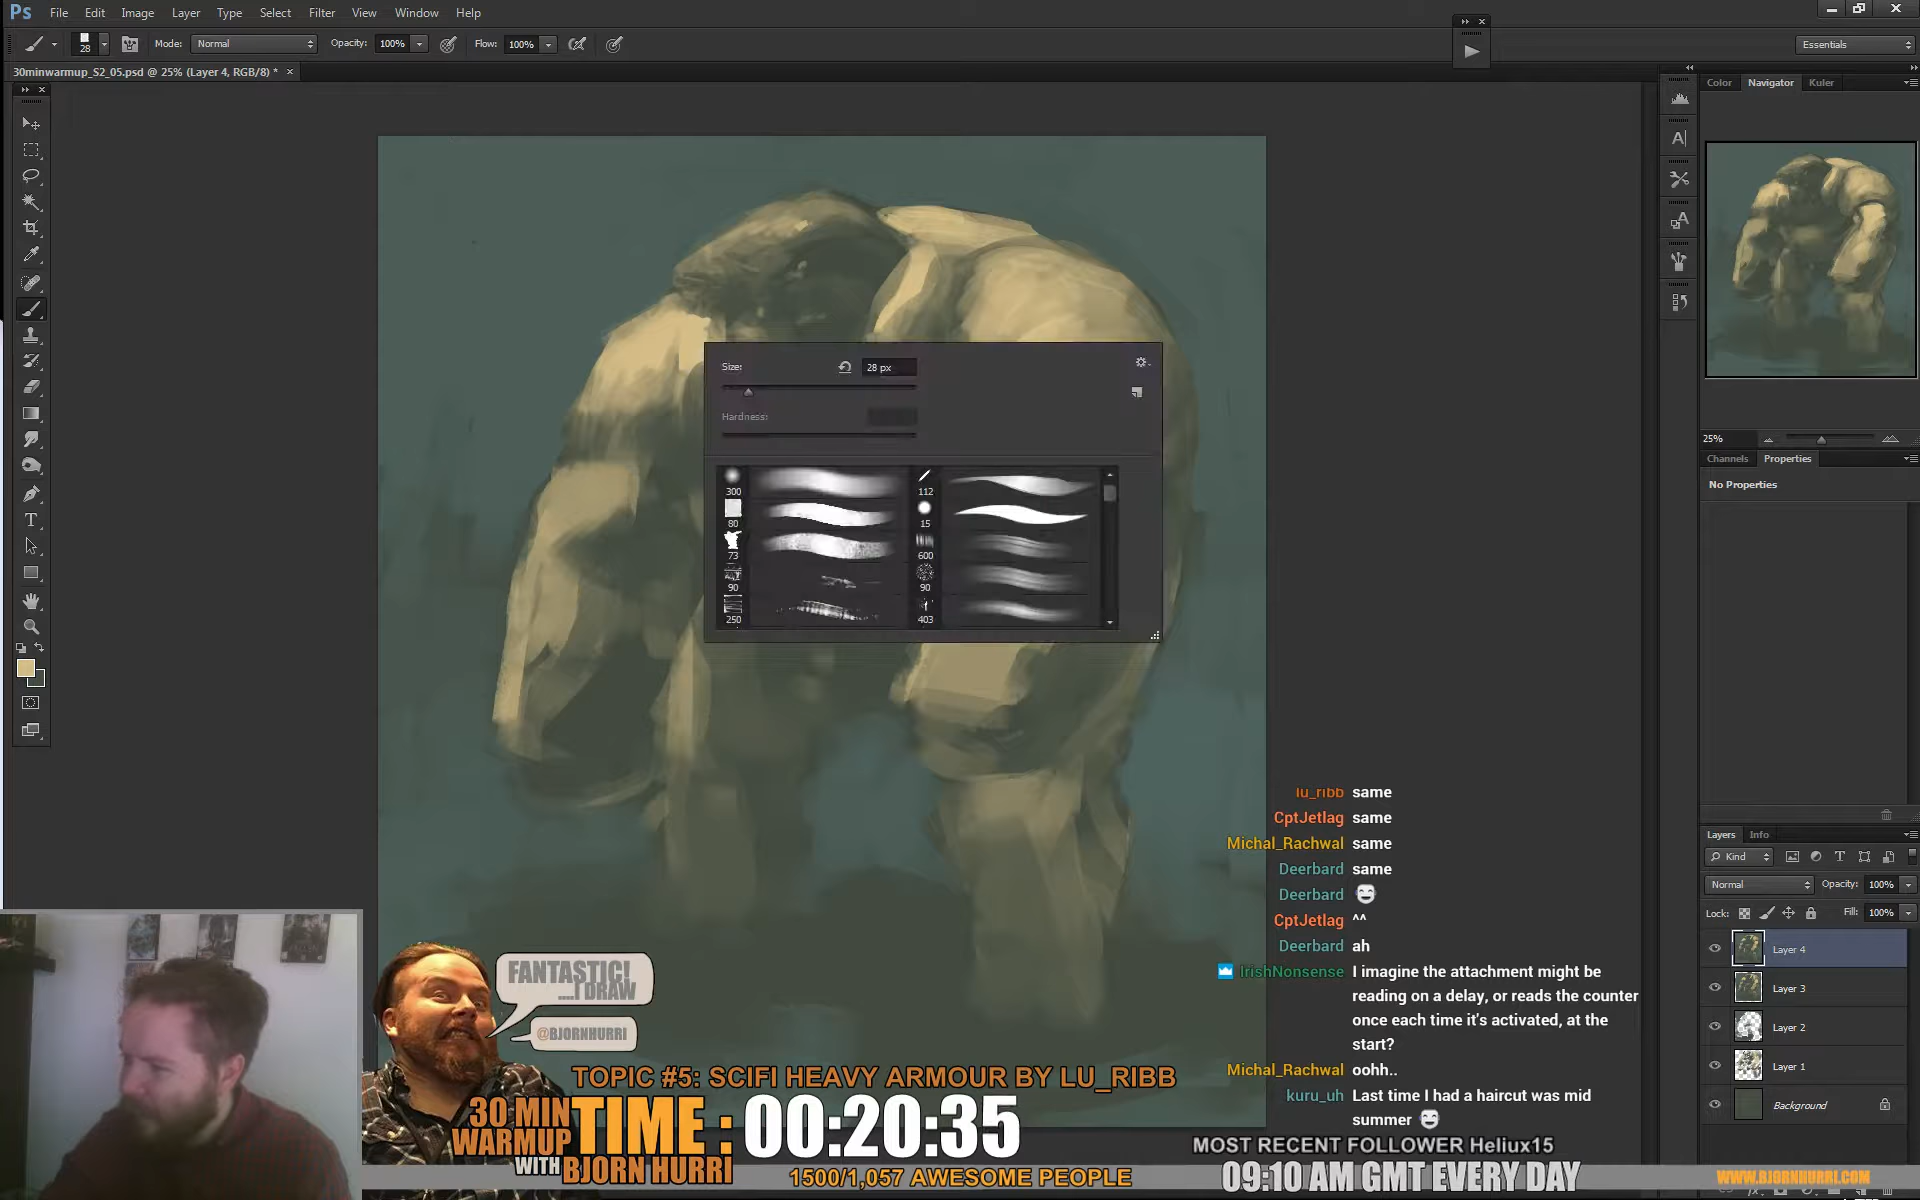 Ps File Edit Image Layer Type Select Filter View Window Help
28 Mode: Normal Opacity: 100% Flow: 100% Essentials
30minwarmup_S2_05.psd @ 25% (Layer 4, RGB/8) * ×
Color Navigator Kuler
Size: 28 px
Hardness:
300 112
80 15
73 600
90 90
250 403
25%
Channels Properties
No Properties
Layers Info
Kind
Normal Opacity: 100%
Lock: Fill: 100%
Layer 4
Layer 3
Layer 2
Layer 1
Background
lu_ribb same
CptJetlag same
Michal_Rachwal same
Deerbard same
Deerbard
CptJetlag ^^
Deerbard ah
IrishNonsense I imagine the attachment might be
reading on a delay, or reads the counter
once each time it's activated, at the
start?
Michal_Rachwal oohh..
kuru_uh Last time I had a haircut was mid
summer
FANTASTIC!
....I DRAW
@BJORNHURRI
TOPIC #5: SCIFI HEAVY ARMOUR BY LU_RIBB
30 MIN
WARMUP
WITH BJORN HURRI
TIME : 00:20:35
1500/1,057 AWESOME PEOPLE
MOST RECENT FOLLOWER Heliux15
09:10 AM GMT EVERY DAY
WWW.BJORNHURRI.COM